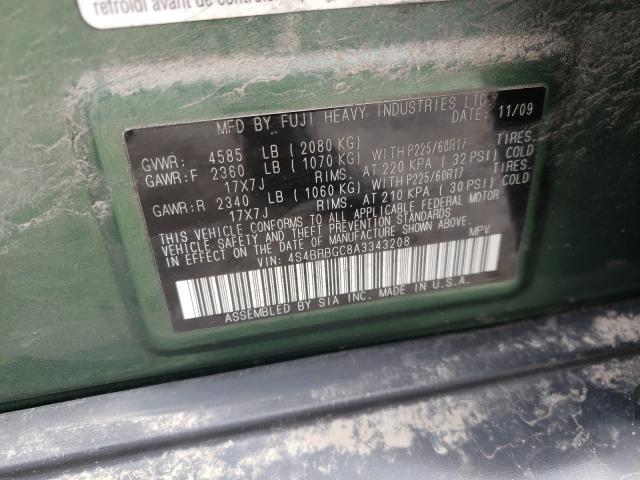 refroidi avant de
MFD BY FUJI HEAVY INDUSTRIES LTD.
DATE: 11/09
GVWR: 4585 LB ( 2080 KG)
GAWR:F 2360 LB ( 1070 KG) WITH P225/60R17 TIRES.
17X7J RIMS. AT 220 KPA ( 32 PSI) COLD
GAWR:R 2340 LB ( 1060 KG) WITH P225/60R17 TIRES.
17X7J RIMS. AT 210 KPA ( 30 PSI) COLD
THIS VEHICLE CONFORMS TO ALL APPLICABLE FEDERAL MOTOR
VEHICLE SAFETY AND THEFT PREVENTION STANDARDS
IN EFFECT ON THE DATE OF MANUFACTURE SHOWN ABOVE.
VIN: 4S4BRBGC8A3343208 MPV
ASSEMBLED BY SIA INC. MADE IN U.S.A.